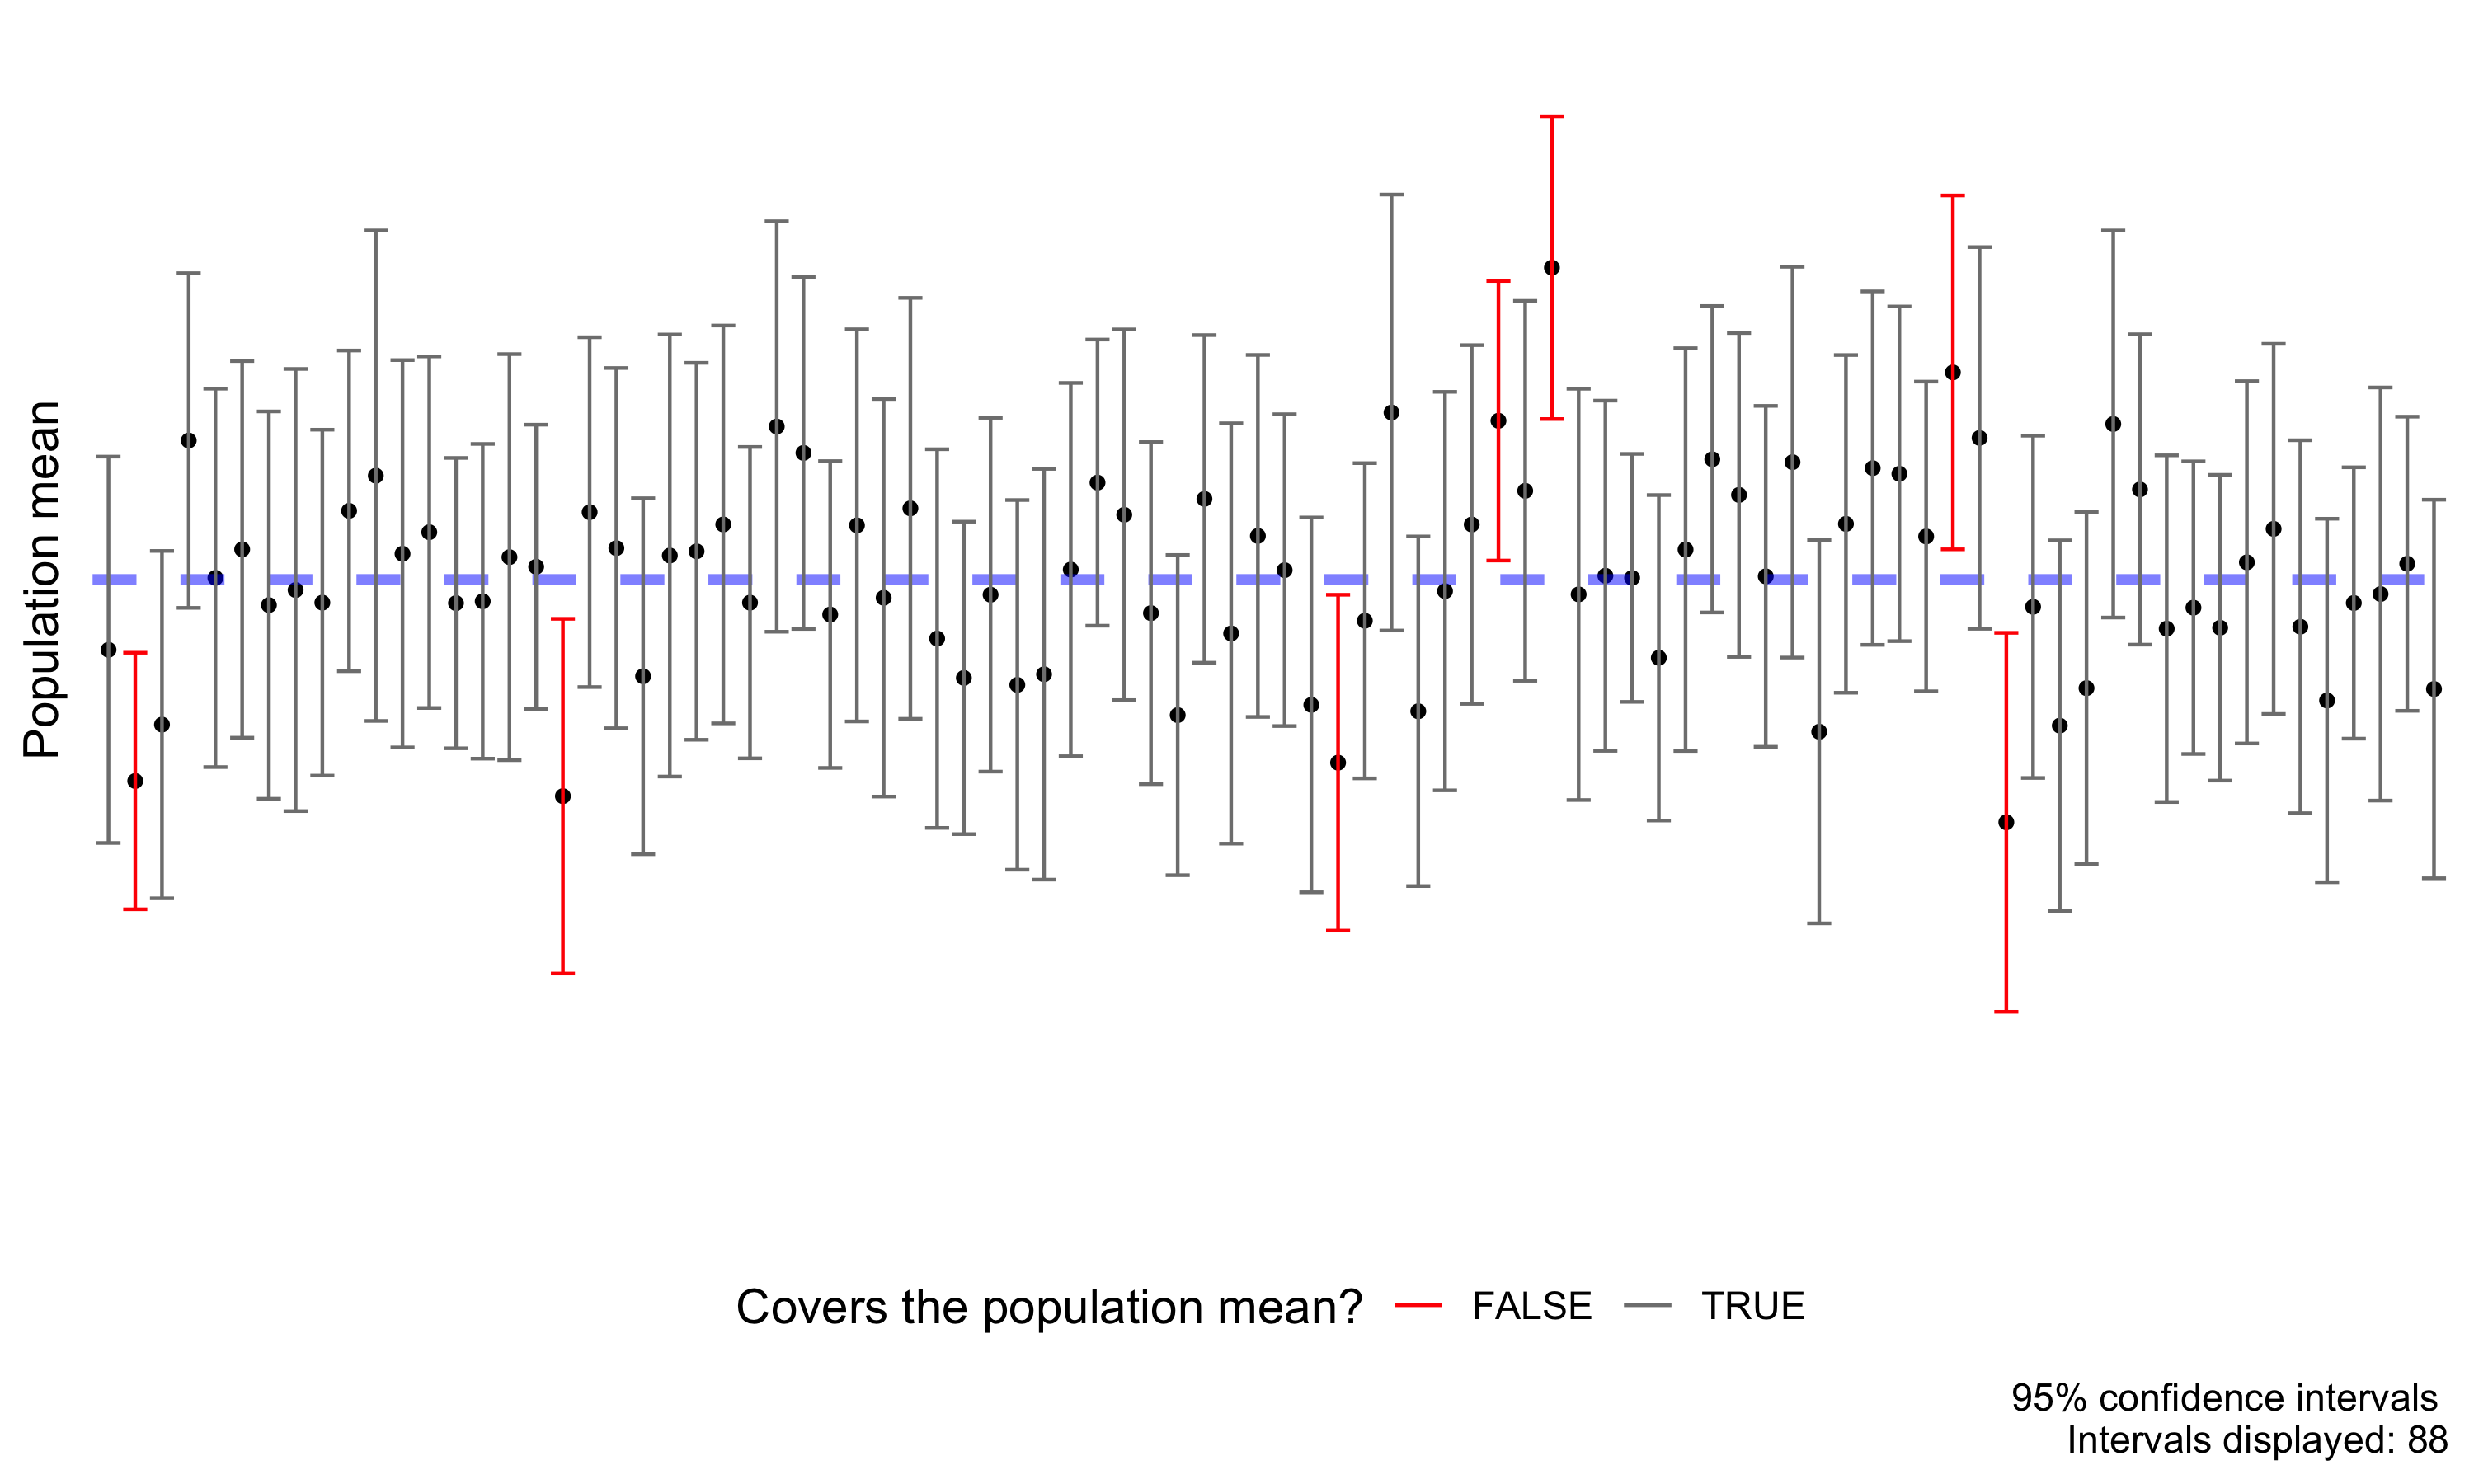 Population mean
Covers the population mean? FALSE TRUE
95% confidence intervals
Intervals displayed: 88